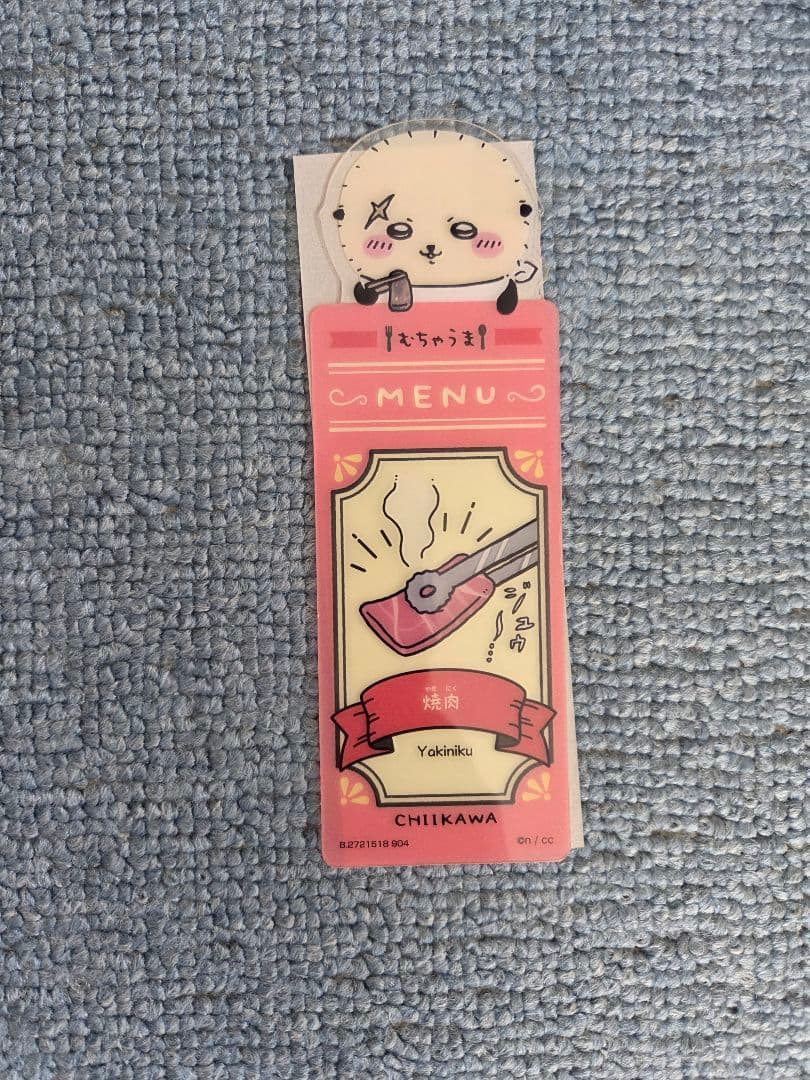 むちゃうま
MENU
ジュゥ
やき にく
焼肉
Yakiniku
CHIIKAWA
B.2721518 904
©n / cc